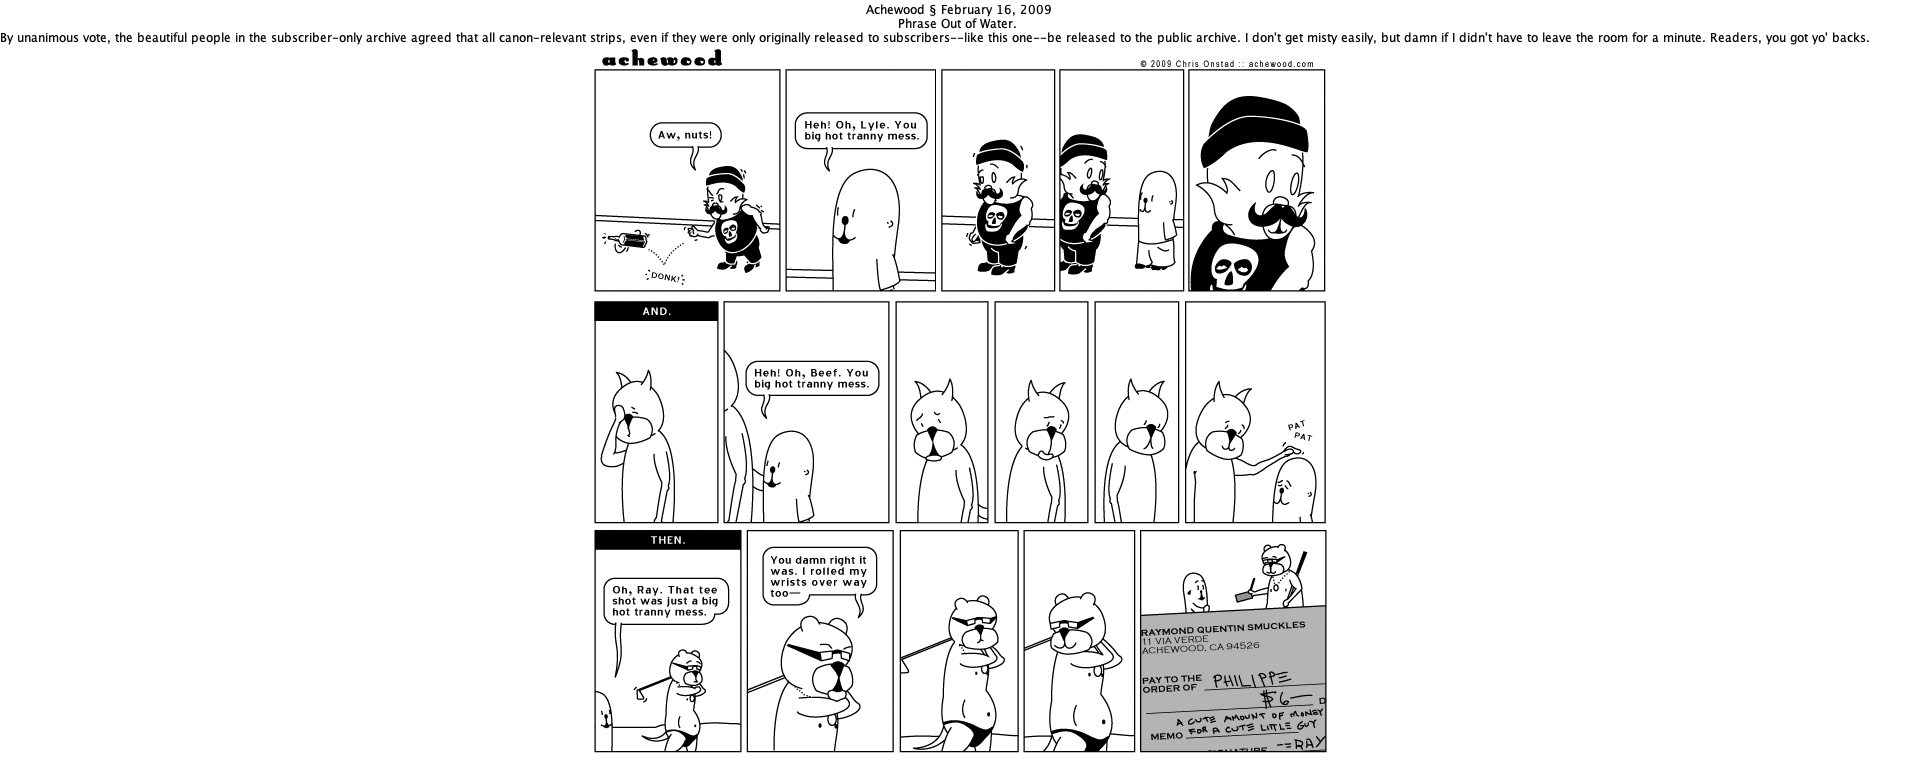 Achewood § February 16, 2009
Phrase Out of Water.
By unanimous vote, the beautiful people in the subscriber-only archive agreed that all canon-relevant strips, even if they were only originally released to subscribers--like this one--be released to the public archive. I don't get misty easily, but damn if I didn't have to leave the room for a minute. Readers, you got yo' backs.
achewood
© 2009 Chris Onstad :: achewood.com
Aw, nuts!
DONK!
Heh! Oh, Lyle. You
big hot tranny mess.
AND.
Heh! Oh, Beef. You
big hot tranny mess.
PAT
PAT
THEN.
Oh, Ray. That tee
shot was just a big
hot tranny mess.
You damn right it
was. I rolled my
wrists over way
too—
RAYMOND QUENTIN SMUCKLES
11 VIA VERDE
ACHEWOOD, CA 94526
PAY TO THE
ORDER OF PHILIPPE
$6—
A CUTE AMOUNT OF MONEY
MEMO FOR A CUTE LITTLE GUY
SIGNATURE --=RAY